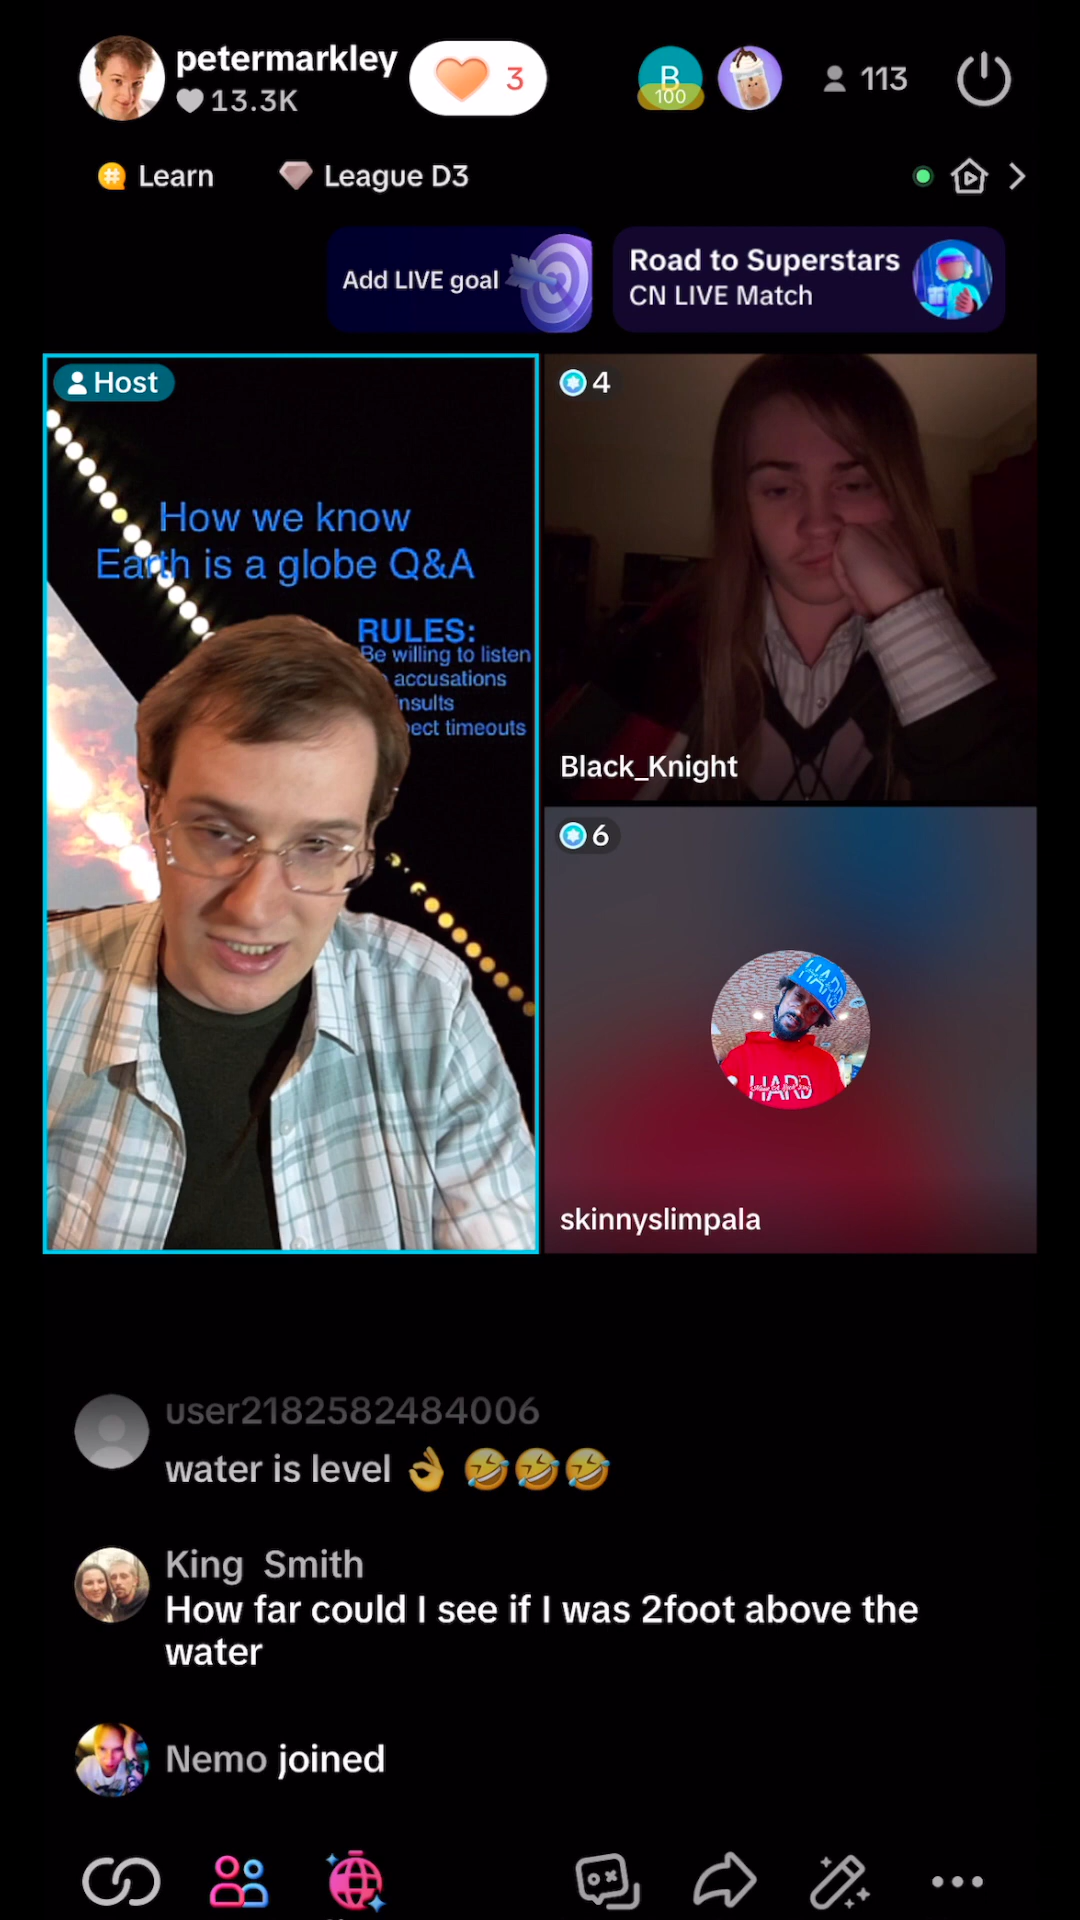 petermarkley
13.3K
3
B
100
113
Learn
League D3
Add LIVE goal
Road to Superstars
CN LIVE Match
Host
How we know
Earth is a globe Q&A
RULES:
Be willing to listen
accusations
insults
ect timeouts
4
Black_Knight
6
HARD
HARD
skinnyslimpala
user2182582484006
water is level 👌 🤣🤣🤣
King Smith
How far could I see if I was 2foot above the
water
Nemo joined